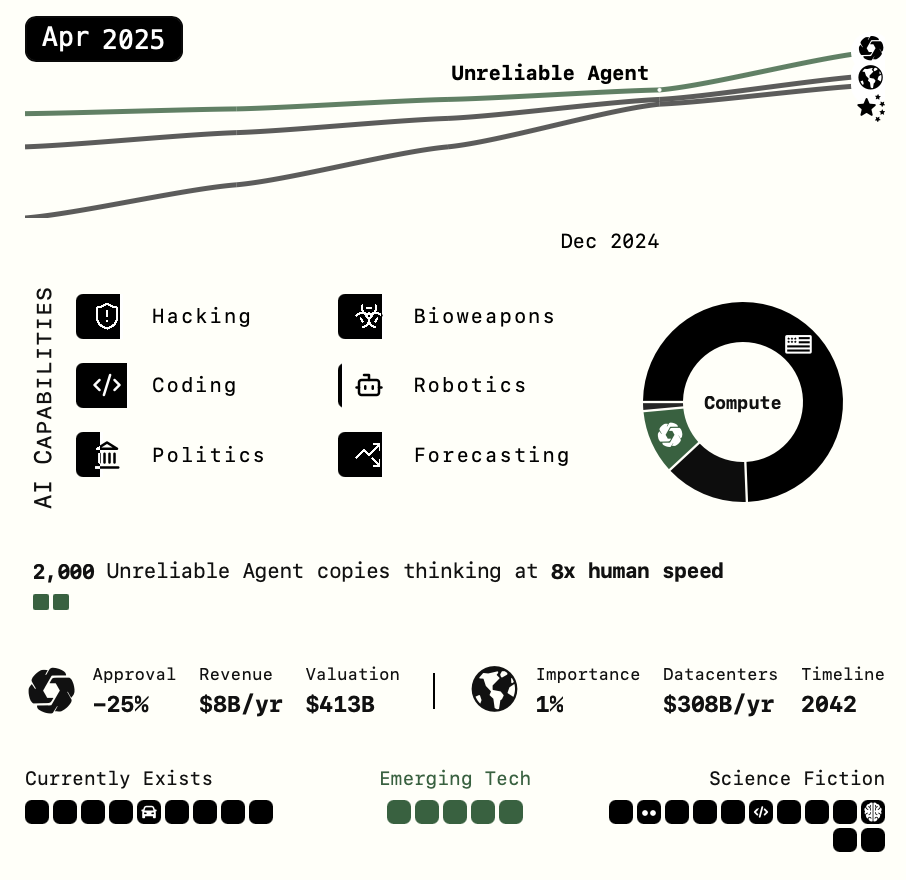 Apr 2025
Unreliable Agent
Dec 2024
AI CAPABILITIES
Hacking
Bioweapons
Coding
Robotics
Politics
Forecasting
Compute
2,000 Unreliable Agent copies thinking at 8x human speed
Approval Revenue Valuation Importance Datacenters Timeline
−25% $8B/yr $413B 1% $308B/yr 2042
Currently Exists Emerging Tech Science Fiction